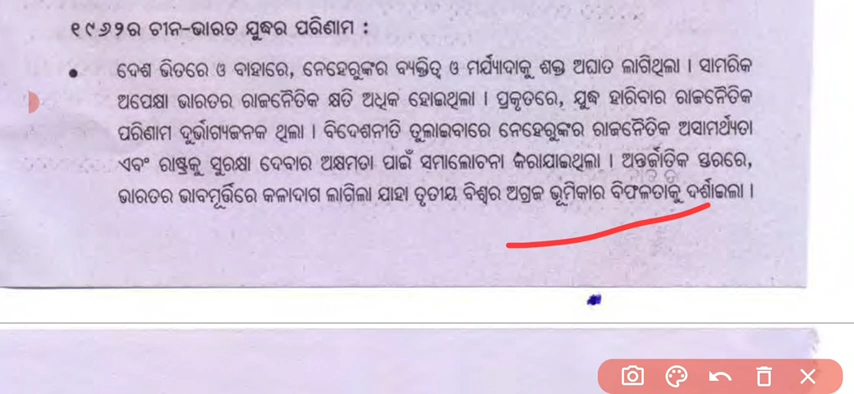 ୧୯୬୨ର ଚୀନ-ଭାରତ ଯୁଦ୍ଧର ପରିଣାମ :
• ଦେଶ ଭିତରେ ଓ ବାହାରେ, ନେହେରୁଙ୍କର ବ୍ୟକ୍ତିତ୍ୱ ଓ ମର୍ଯ୍ୟାଦାକୁ ଶକ୍ତ ଅଘାତ ଲାଗିଥିଲା । ସାମରିକ
ଅପେକ୍ଷା ଭାରତର ରାଜନୈତିକ କ୍ଷତି ଅଧିକ ହୋଇଥିଲା । ପ୍ରକୃତରେ, ଯୁଦ୍ଧ ହାରିବାର ରାଜନୈତିକ
ପରିଣାମ ଦୁର୍ଭାଗ୍ୟଜନକ ଥିଲା । ବିଦେଶନୀତି ତୁଲାଇବାରେ ନେହେରୁଙ୍କର ରାଜନୈତିକ ଅସାମର୍ଥ୍ୟତା
ଏବଂ ରାଷ୍ଟ୍ରକୁ ସୁରକ୍ଷା ଦେବାର ଅକ୍ଷମତା ପାଇଁ ସମାଲୋଚନା କରାଯାଇଥିଲା । ଅନ୍ତର୍ଜାତିକ ସ୍ତରରେ,
ଭାରତର ଭାବମୂର୍ତ୍ତିରେ କଳାଦାଗ ଲାଗିଲା ଯାହା ତୃତୀୟ ବିଶ୍ୱର ଅଗ୍ରଜ ଭୂମିକାର ବିଫଳତାକୁ ଦର୍ଶାଇଲା ।